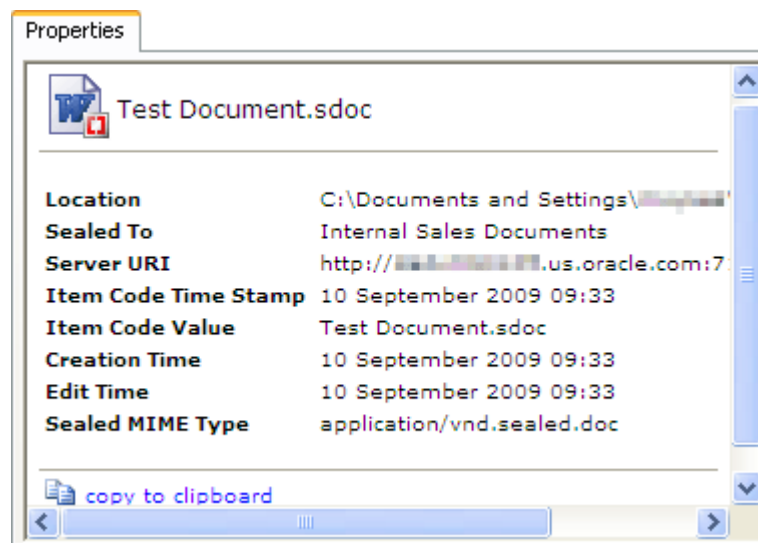 Properties
Test Document.sdoc
Location C:\Documents and Settings\
Sealed To Internal Sales Documents
Server URI http:// .us.oracle.com:7
Item Code Time Stamp 10 September 2009 09:33
Item Code Value Test Document.sdoc
Creation Time 10 September 2009 09:33
Edit Time 10 September 2009 09:33
Sealed MIME Type application/vnd.sealed.doc
copy to clipboard